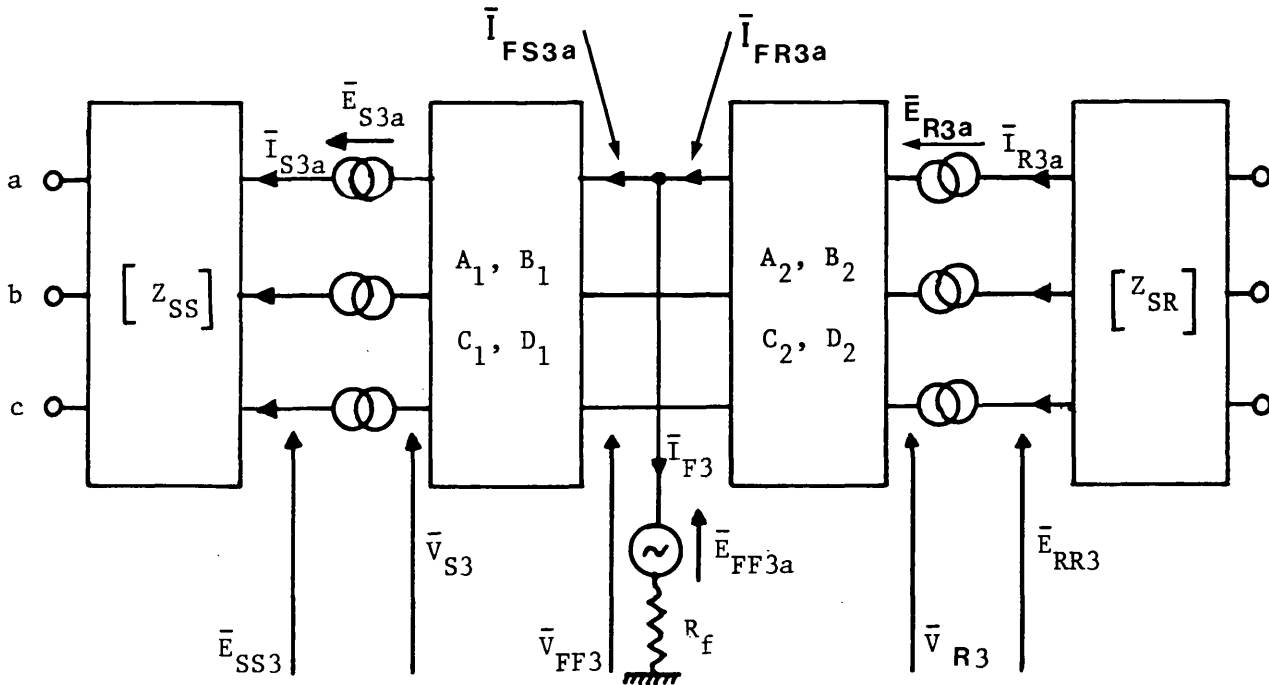 Ī_FS3a
Ī_FR3a
Ē_S3a
Ī_S3a
Ē_R3a
Ī_R3a
a
b
c
[Z_SS]
A_1, B_1
C_1, D_1
A_2, B_2
C_2, D_2
[Z_SR]
Ī_F3
V̄_S3
Ē_FF3a
Ē_RR3
Ē_SS3
V̄_FF3
R_f
V̄_R3